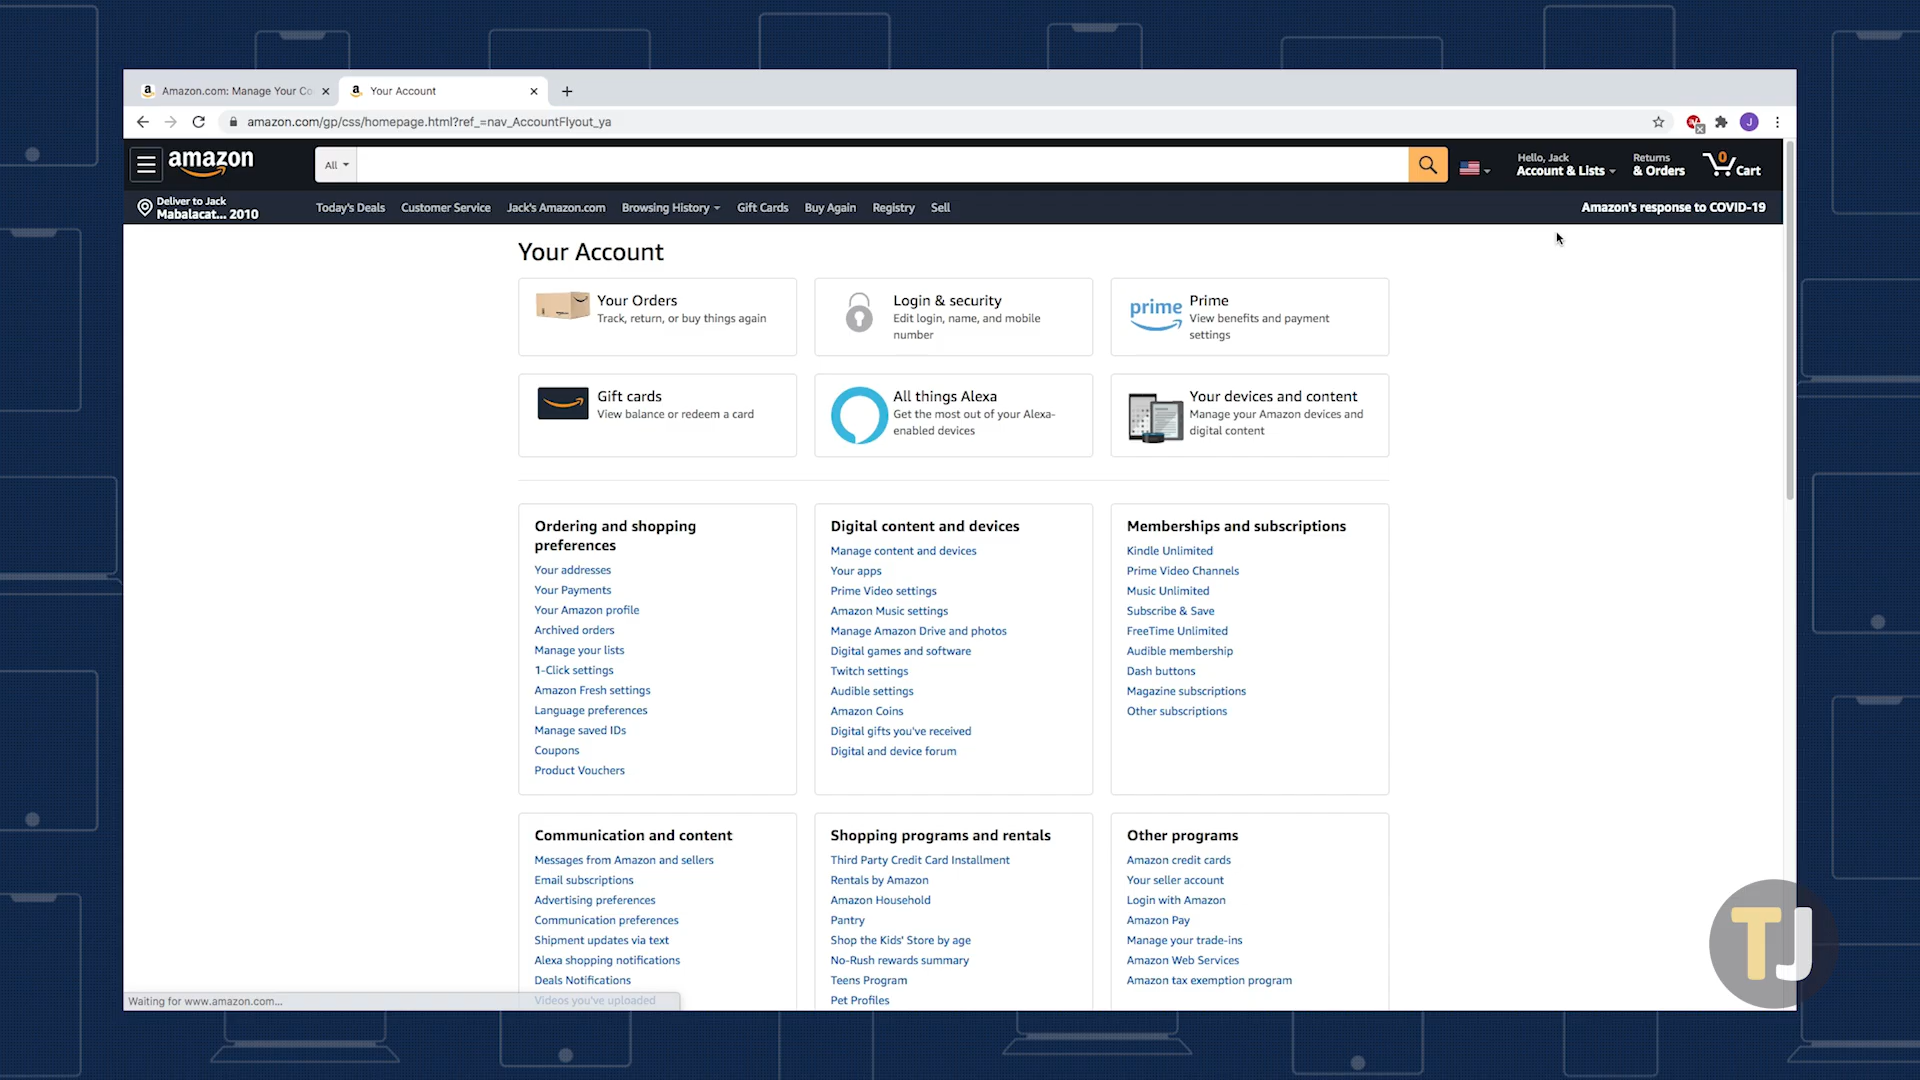 Amazon.com: Manage Your Co
Your Account
amazon.com/gp/css/homepage.html?ref_=nav_AccountFlyout_ya
J
amazon
All
Hello, Jack
Account & Lists
Returns
& Orders
0
Cart
Deliver to Jack
Mabalacat... 2010
Today's Deals
Customer Service
Jack's Amazon.com
Browsing History
Gift Cards
Buy Again
Registry
Sell
Amazon's response to COVID-19
Your Account
Your Orders
Track, return, or buy things again
Login & security
Edit login, name, and mobile
number
prime
Prime
View benefits and payment
settings
Gift cards
View balance or redeem a card
All things Alexa
Get the most out of your Alexa-
enabled devices
Your devices and content
Manage your Amazon devices and
digital content
Ordering and shopping
preferences
Your addresses
Your Payments
Your Amazon profile
Archived orders
Manage your lists
1-Click settings
Amazon Fresh settings
Language preferences
Manage saved IDs
Coupons
Product Vouchers
Digital content and devices
Manage content and devices
Your apps
Prime Video settings
Amazon Music settings
Manage Amazon Drive and photos
Digital games and software
Twitch settings
Audible settings
Amazon Coins
Digital gifts you've received
Digital and device forum
Memberships and subscriptions
Kindle Unlimited
Prime Video Channels
Music Unlimited
Subscribe & Save
FreeTime Unlimited
Audible membership
Dash buttons
Magazine subscriptions
Other subscriptions
Communication and content
Messages from Amazon and sellers
Email subscriptions
Advertising preferences
Communication preferences
Shipment updates via text
Alexa shopping notifications
Deals Notifications
Videos you've uploaded
Shopping programs and rentals
Third Party Credit Card Installment
Rentals by Amazon
Amazon Household
Pantry
Shop the Kids' Store by age
No-Rush rewards summary
Teens Program
Pet Profiles
Other programs
Amazon credit cards
Your seller account
Login with Amazon
Amazon Pay
Manage your trade-ins
Amazon Web Services
Amazon tax exemption program
Waiting for www.amazon.com...
TJ